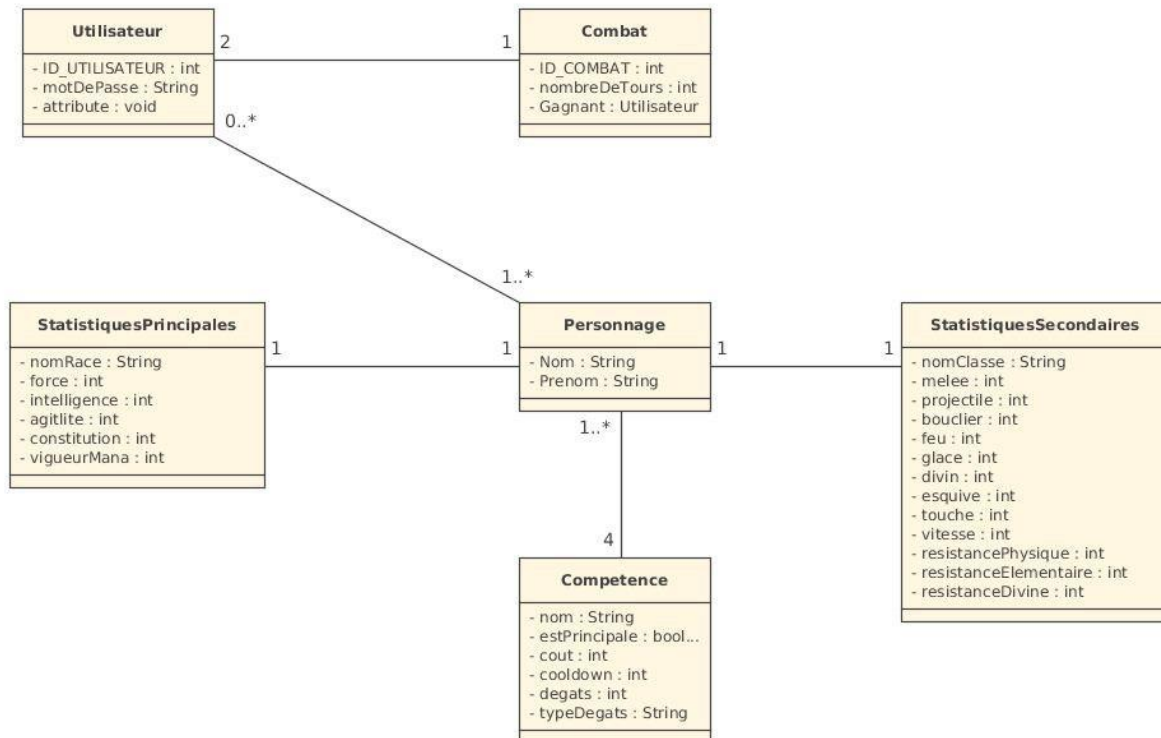 Utilisateur
- ID_UTILISATEUR : int
- motDePasse : String
- attribute : void
2
1
Combat
- ID_COMBAT : int
- nombreDeTours : int
- Gagnant : Utilisateur
0..*
1..*
StatistiquesPrincipales
- nomRace : String
- force : int
- intelligence : int
- agitlite : int
- constitution : int
- vigueurMana : int
1
1
Personnage
- Nom : String
- Prenom : String
1
1
StatistiquesSecondaires
- nomClasse : String
- melee : int
- projectile : int
- bouclier : int
- feu : int
- glace : int
- divin : int
- esquive : int
- touche : int
- vitesse : int
- resistancePhysique : int
- resistanceElementaire : int
- resistanceDivine : int
1..*
4
Competence
- nom : String
- estPrincipale : bool...
- cout : int
- cooldown : int
- degats : int
- typeDegats : String